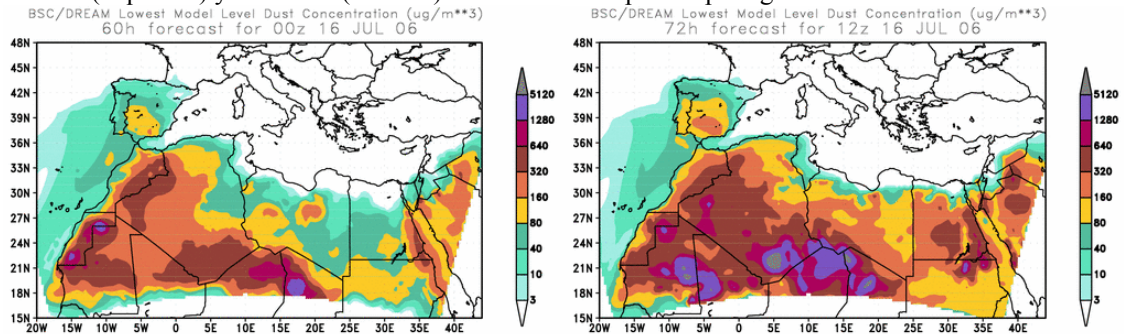 BSC/DREAM Lowest Model Level Dust Concentration (ug/m**3)
60h forecast for 00z 16 JUL 06
48N
45N
42N
39N
36N
33N
30N
27N
24N
21N
18N
15N
20W 15W 10W 5W 0 5E 10E 15E 20E 25E 30E 35E 40E
5120
1280
640
320
160
80
40
10
3
BSC/DREAM Lowest Model Level Dust Concentration (ug/m**3)
72h forecast for 12z 16 JUL 06
48N
45N
42N
39N
36N
33N
30N
27N
24N
21N
18N
15N
20W 15W 10W 5W 0 5E 10E 15E 20E 25E 30E 35E 40E
5120
1280
640
320
160
80
40
10
3